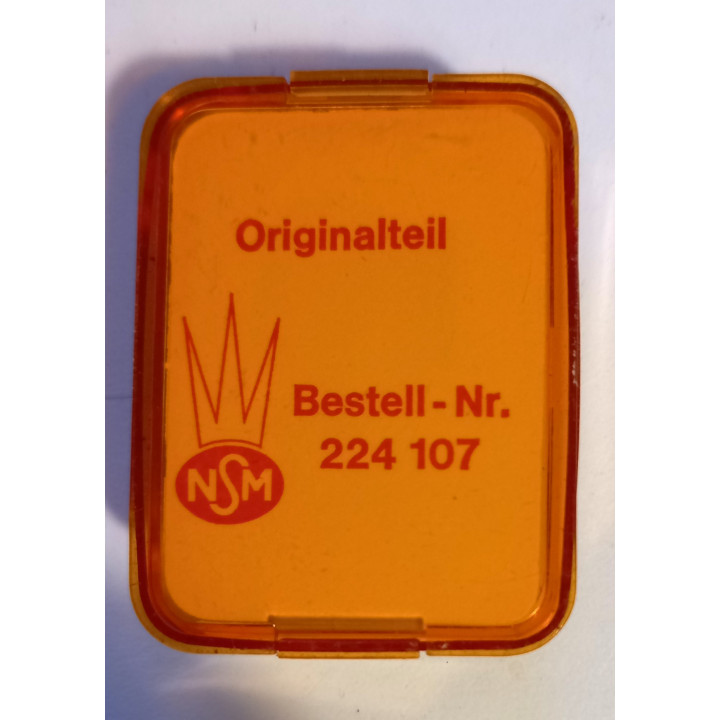 Originalteil
Bestell - Nr.
224 107
NSM